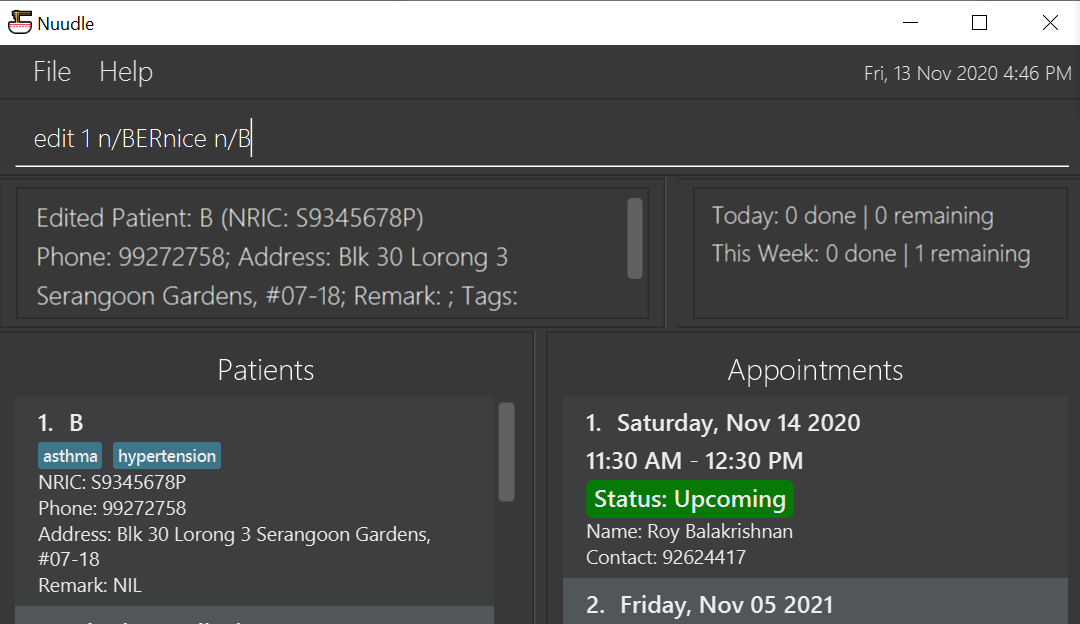 Nuudle
File Help
Fri, 13 Nov 2020 4:46 PM
edit 1 n/BERnice n/B
Edited Patient: B (NRIC: S9345678P)
Phone: 99272758; Address: Blk 30 Lorong 3
Serangoon Gardens, #07-18; Remark: ; Tags:
Today: 0 done | 0 remaining
This Week: 0 done | 1 remaining
Patients
1. B
asthma hypertension
NRIC: S9345678P
Phone: 99272758
Address: Blk 30 Lorong 3 Serangoon Gardens,
#07-18
Remark: NIL
Appointments
1. Saturday, Nov 14 2020
11:30 AM - 12:30 PM
Status: Upcoming
Name: Roy Balakrishnan
Contact: 92624417
2. Friday, Nov 05 2021